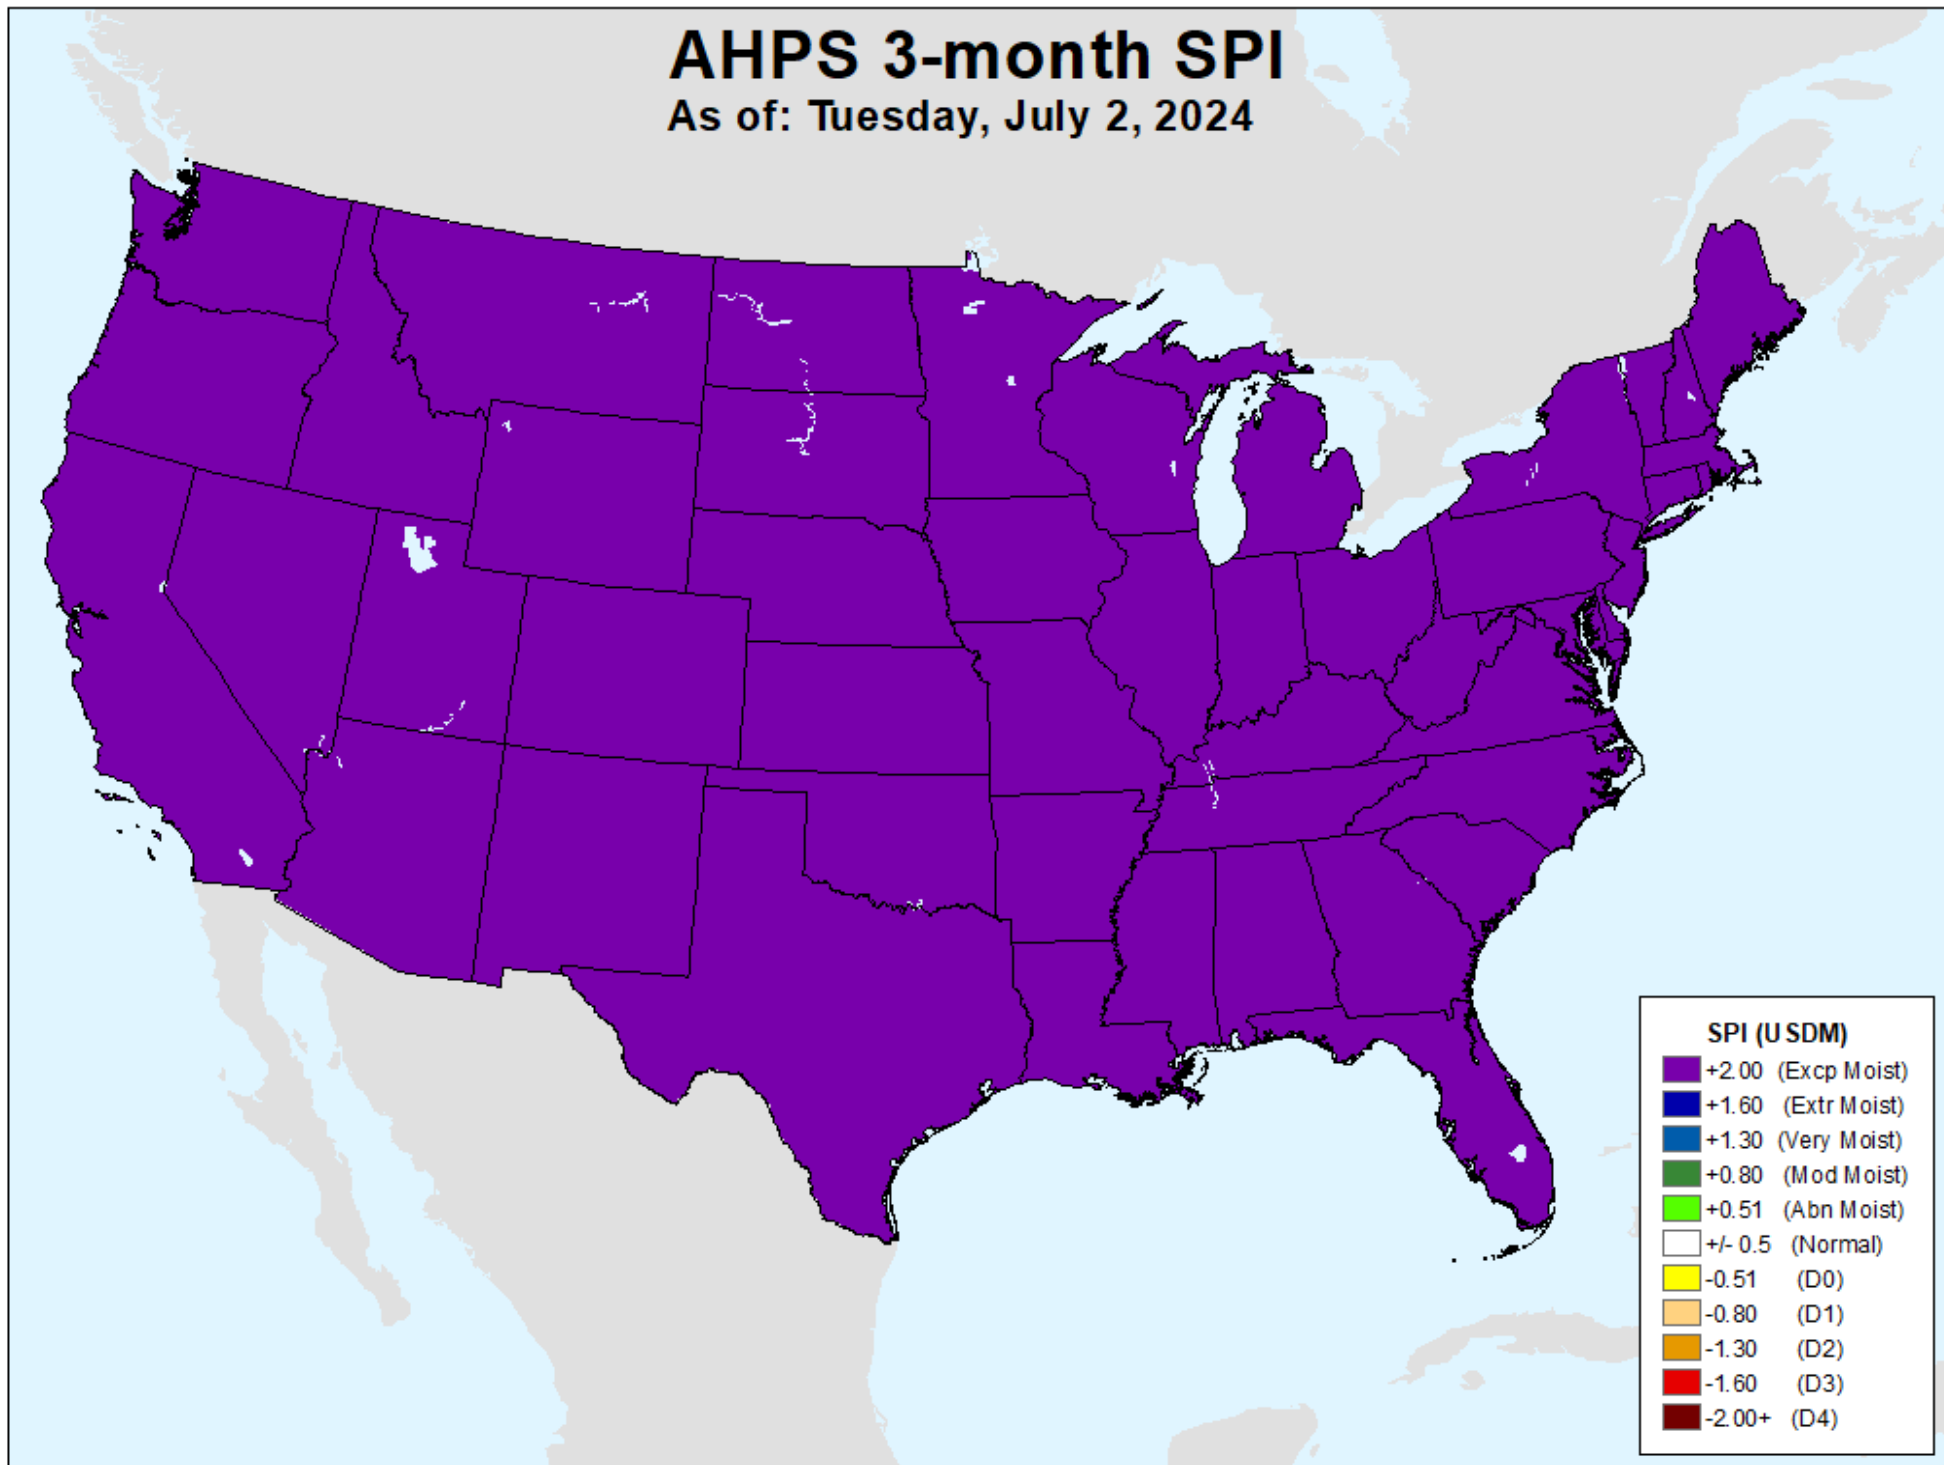 AHPS 3-month SPI
As of: Tuesday, July 2, 2024
SPI (USDM)
+2.00 (Excp Moist)
+1.60 (Extr Moist)
+1.30 (Very Moist)
+0.80 (Mod Moist)
+0.51 (Abn Moist)
+/- 0.5 (Normal)
-0.51 (D0)
-0.80 (D1)
-1.30 (D2)
-1.60 (D3)
-2.00+ (D4)